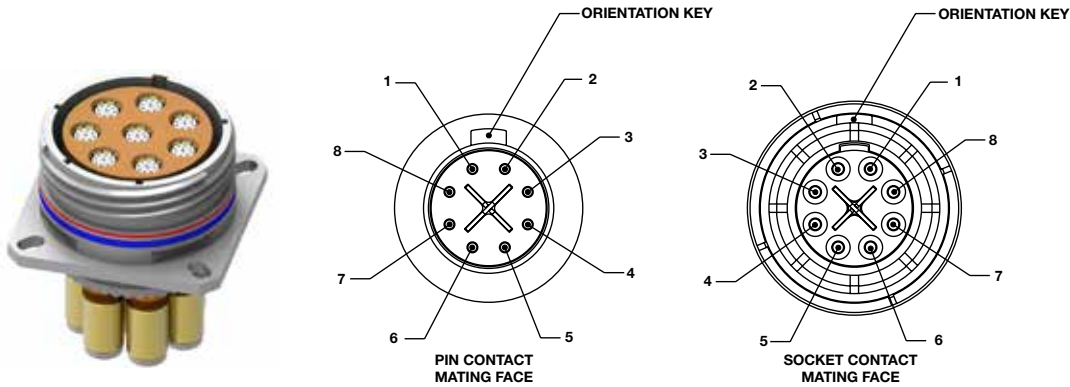 ORIENTATION KEY
1
2
3
4
5
6
7
8
PIN CONTACT
MATING FACE
ORIENTATION KEY
2
1
3
8
4
7
5
6
SOCKET CONTACT
MATING FACE